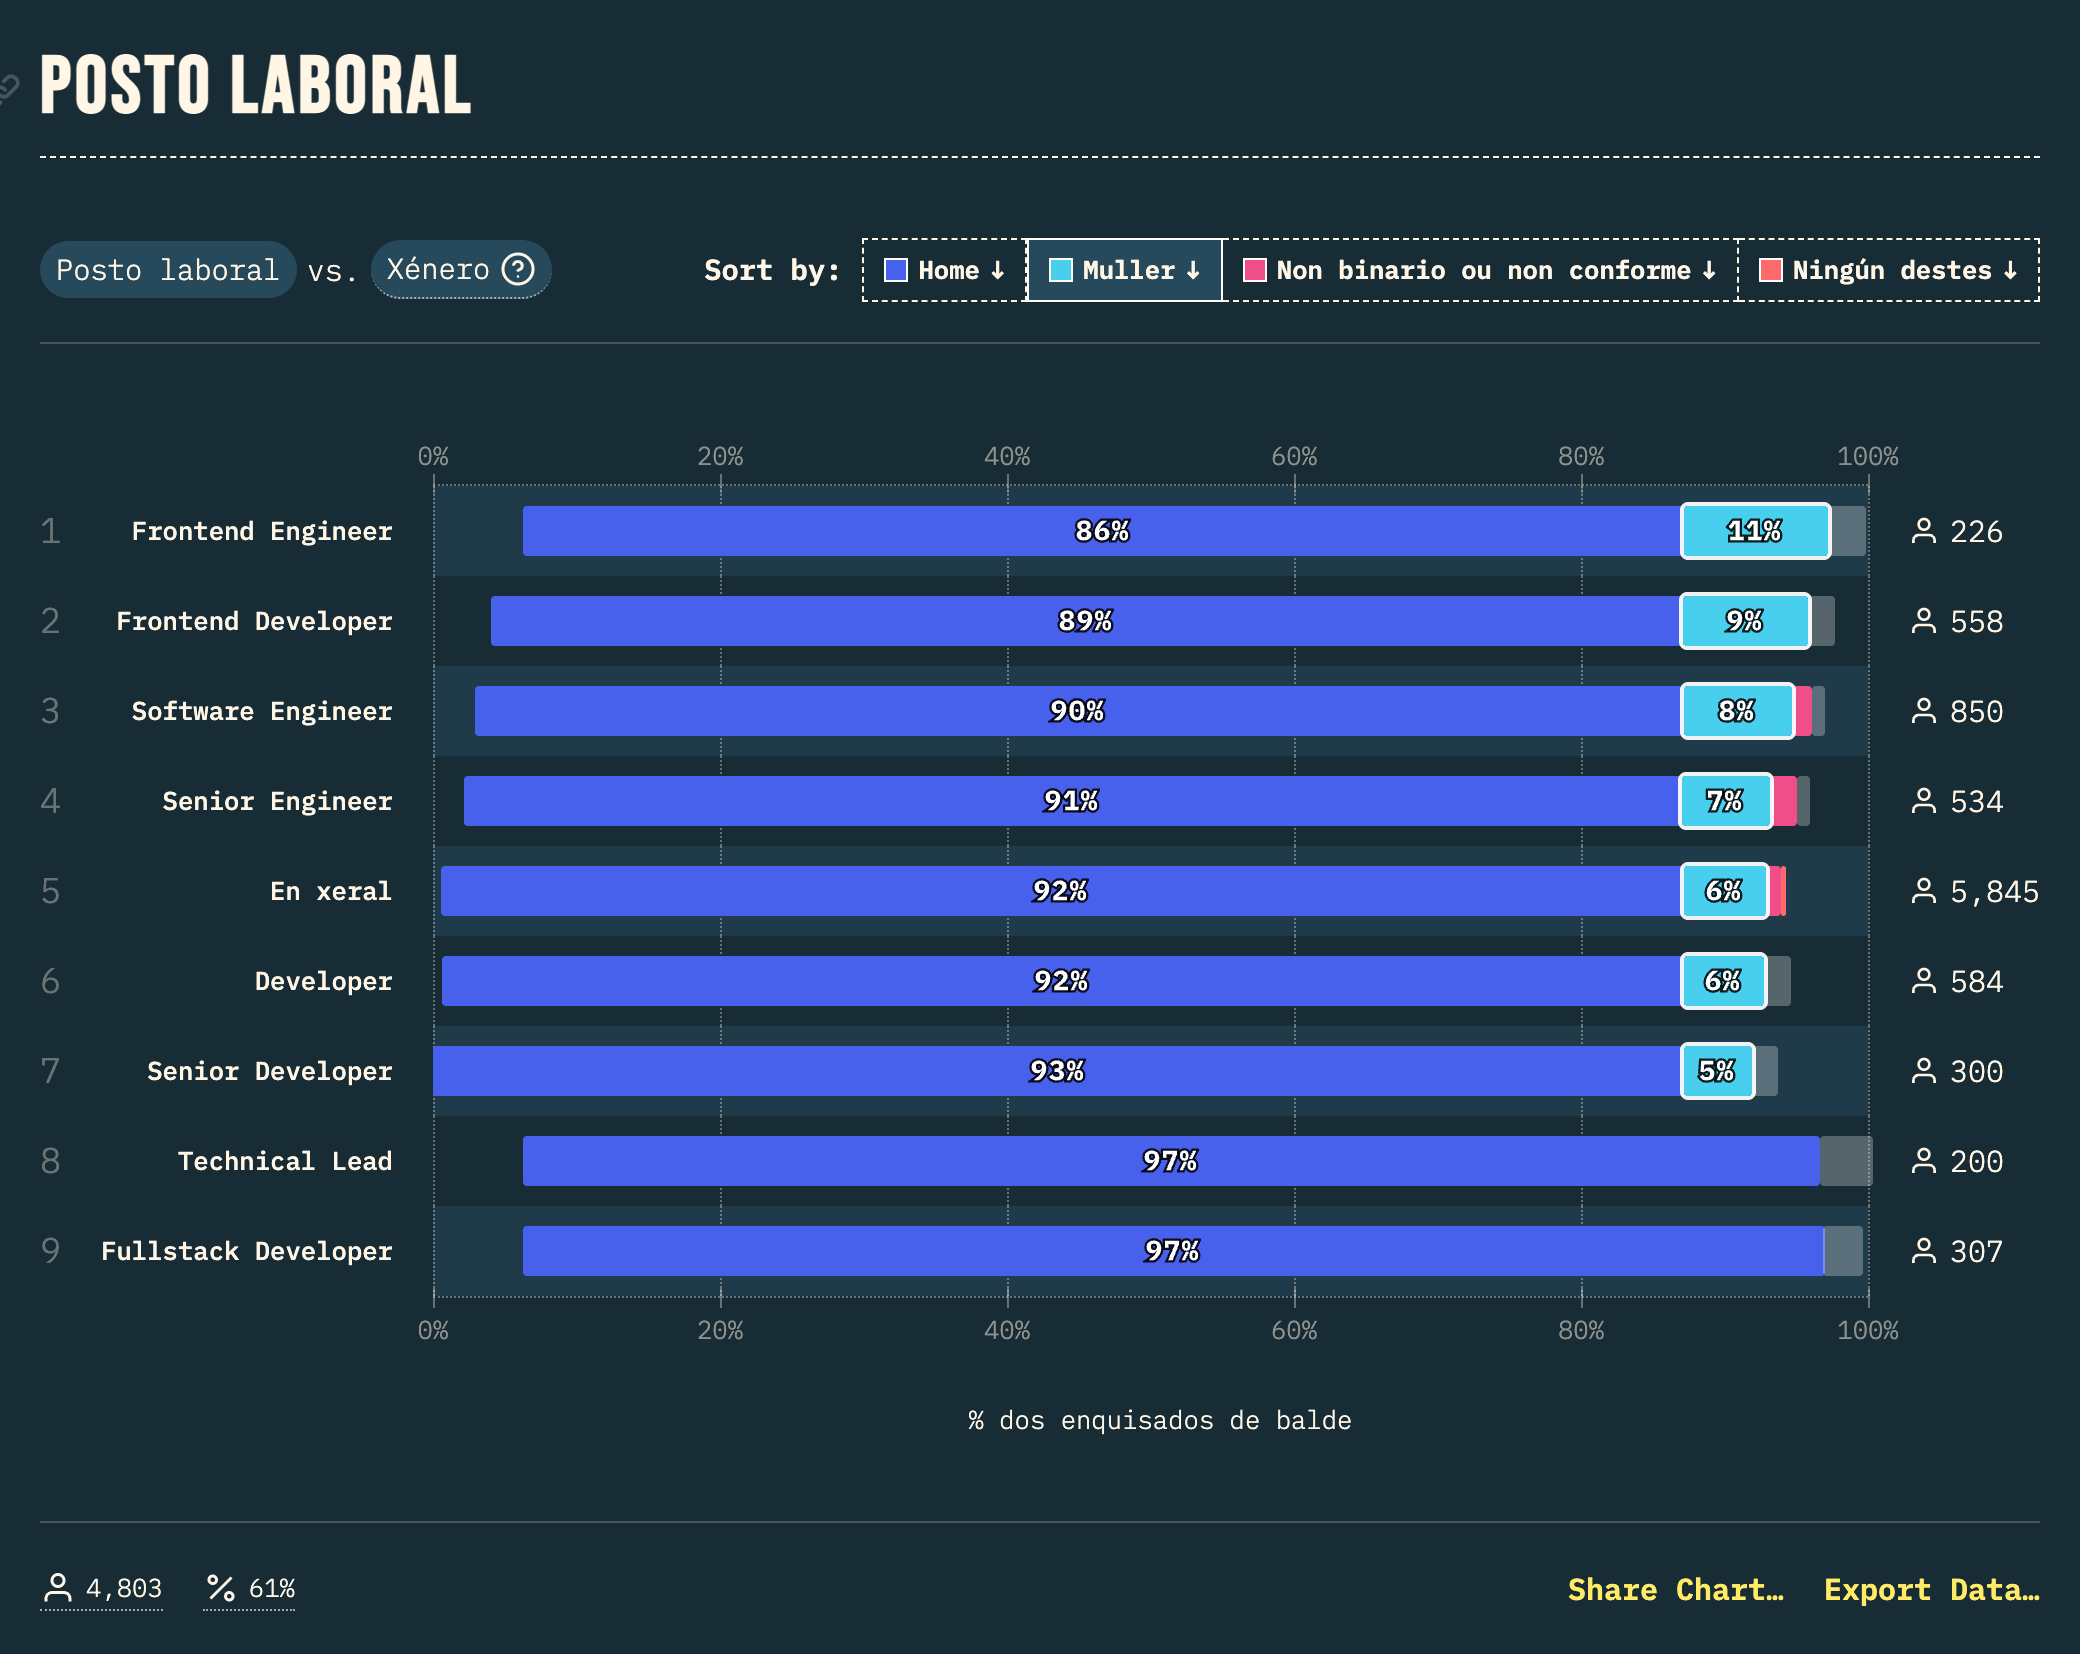 POSTO LABORAL
Posto laboral vs. Xénero ? Sort by: Home ↓ Muller ↓ Non binario ou non conforme ↓ Ningún destes ↓
0% 20% 40% 60% 80% 100%
1 Frontend Engineer 86% 11% 226
2 Frontend Developer 89% 9% 558
3 Software Engineer 90% 8% 850
4 Senior Engineer 91% 7% 534
5 En xeral 92% 6% 5,845
6 Developer 92% 6% 584
7 Senior Developer 93% 5% 300
8 Technical Lead 97% 200
9 Fullstack Developer 97% 307
0% 20% 40% 60% 80% 100%
% dos enquisados de balde
4,803 % 61% Share Chart… Export Data…